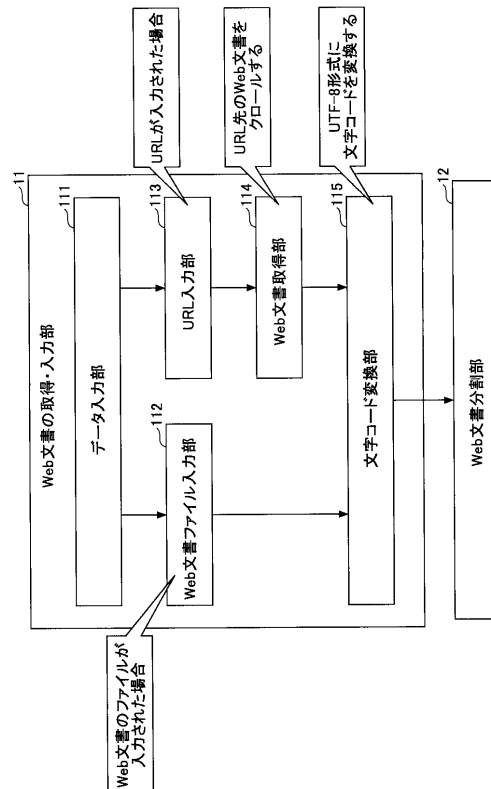 11
Web文書の取得・入力部
111
データ入力部
Web文書のファイルが
入力された場合
112
Web文書ファイル入力部
113
URL入力部
URLが入力された場合
114
Web文書取得部
URL先のWeb文書を
クロールする
115
文字コード変換部
UTF-8形式に
文字コードを変換する
12
Web文書分割部